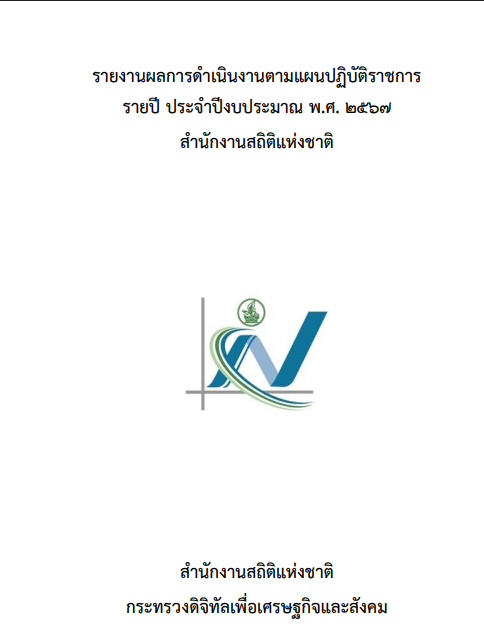 รายงานผลการดำเนินงานตามแผนปฏิบัติราชการ
รายปี ประจำปีงบประมาณ พ.ศ. ๒๕๖๗
สำนักงานสถิติแห่งชาติ
สำนักงานสถิติแห่งชาติ
กระทรวงดิจิทัลเพื่อเศรษฐกิจและสังคม